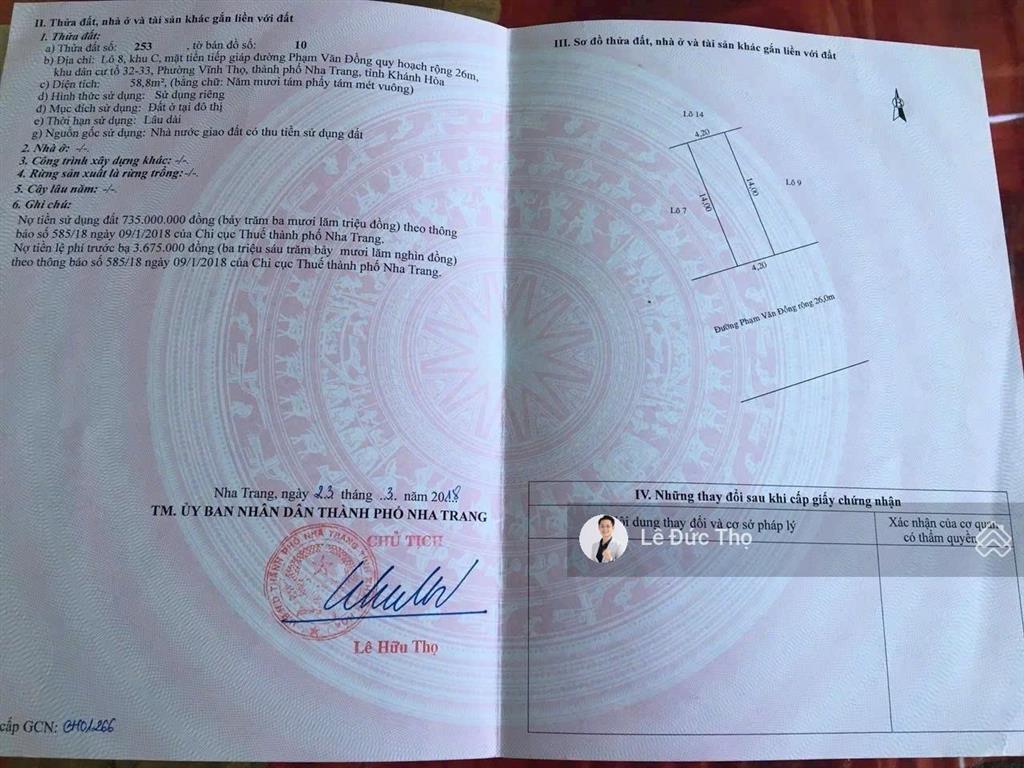 II. Thửa đất, nhà ở và tài sản khác gắn liền với đất
1. Thửa đất:
a) Thửa đất số: 253 , tờ bản đồ số: 10
b) Địa chỉ: Lô 8, khu C, mặt tiền tiếp giáp đường Phạm Văn Đồng quy hoạch rộng 26m,
khu dân cư tổ 32-33, Phường Vĩnh Thọ, thành phố Nha Trang, tỉnh Khánh Hòa
c) Diện tích: 58,8m², (bằng chữ: Năm mươi tám phẩy tám mét vuông)
d) Hình thức sử dụng: Sử dụng riêng
đ) Mục đích sử dụng: Đất ở tại đô thị
e) Thời hạn sử dụng: Lâu dài
g) Nguồn gốc sử dụng: Nhà nước giao đất có thu tiền sử dụng đất
2. Nhà ở: -/-.
3. Công trình xây dựng khác: -/-.
4. Rừng sản xuất là rừng trồng:-/-.
5. Cây lâu năm: -/-.
6. Ghi chú:
Nợ tiền sử dụng đất 735.000.000 đồng (bảy trăm ba mươi lăm triệu đồng) theo thông
báo số 585/18 ngày 09/1/2018 của Chi cục Thuế thành phố Nha Trang.
Nợ tiền lệ phí trước bạ 3.675.000 đồng (ba triệu sáu trăm bảy mươi lăm nghìn đồng)
theo thông báo số 585/18 ngày 09/1/2018 của Chi cục Thuế thành phố Nha Trang.
Nha Trang, ngày 23 tháng ..3. năm 2018
TM. ỦY BAN NHÂN DÂN THÀNH PHỐ NHA TRANG
CHỦ TỊCH
Lê Hữu Thọ
cấp GCN: CH01266
III. Sơ đồ thửa đất, nhà ở và tài sản khác gắn liền với đất
Lô 14
4,20
Lô 9
14,00
14,00
Lô 7
4,20
Đường Phạm Văn Đồng rộng 26,0m
IV. Những thay đổi sau khi cấp giấy chứng nhận
dung thay đổi và cơ sở pháp lý
Xác nhận của cơ quan
có thẩm quyền
Lê Đức Thọ